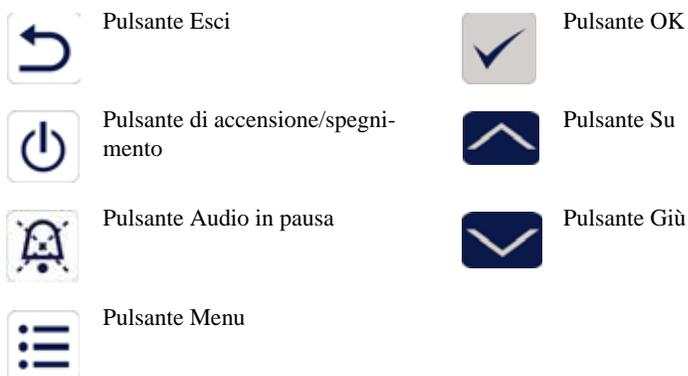 Pulsante Esci
Pulsante OK
Pulsante di accensione/spegni-
mento
Pulsante Su
Pulsante Audio in pausa
Pulsante Giù
Pulsante Menu